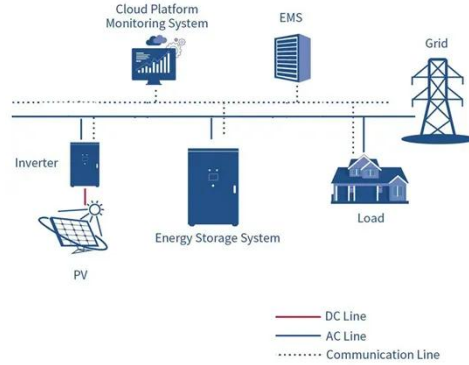 Cloud Platform
Monitoring System
EMS
Grid
Inverter
Energy Storage System
Load
PV
DC Line
AC Line
Communication Line